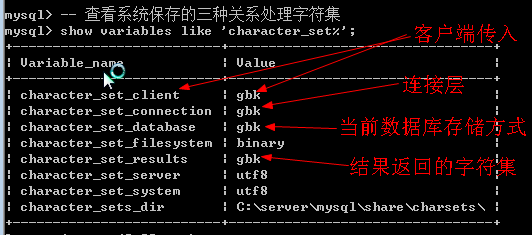 mysql> -- 查看系统保存的三种关系处理字符集
mysql> show variables like 'character_set%';
| Variable_name | Value |
| character_set_client | gbk
| character_set_connection | gbk
| character_set_database | gbk
| character_set_filesystem | binary
| character_set_results | gbk
| character_set_server | utf8
| character_set_system | utf8
| character_sets_dir | C:\server\mysql\share\charsets\ |
客户端传入
连接层
当前数据库存储方式
结果返回的字符集